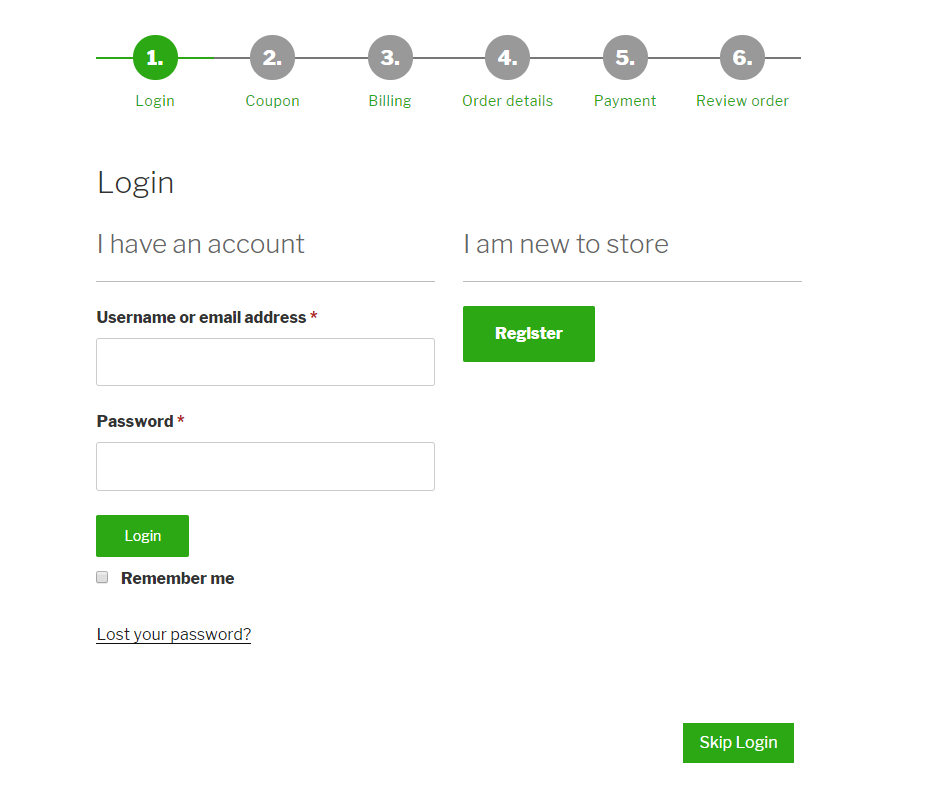 1. 2. 3. 4. 5. 6.
Login Coupon Billing Order details Payment Review order
Login
I have an account
I am new to store
Username or email address *
Register
Password *
Login
Remember me
Lost your password?
Skip Login